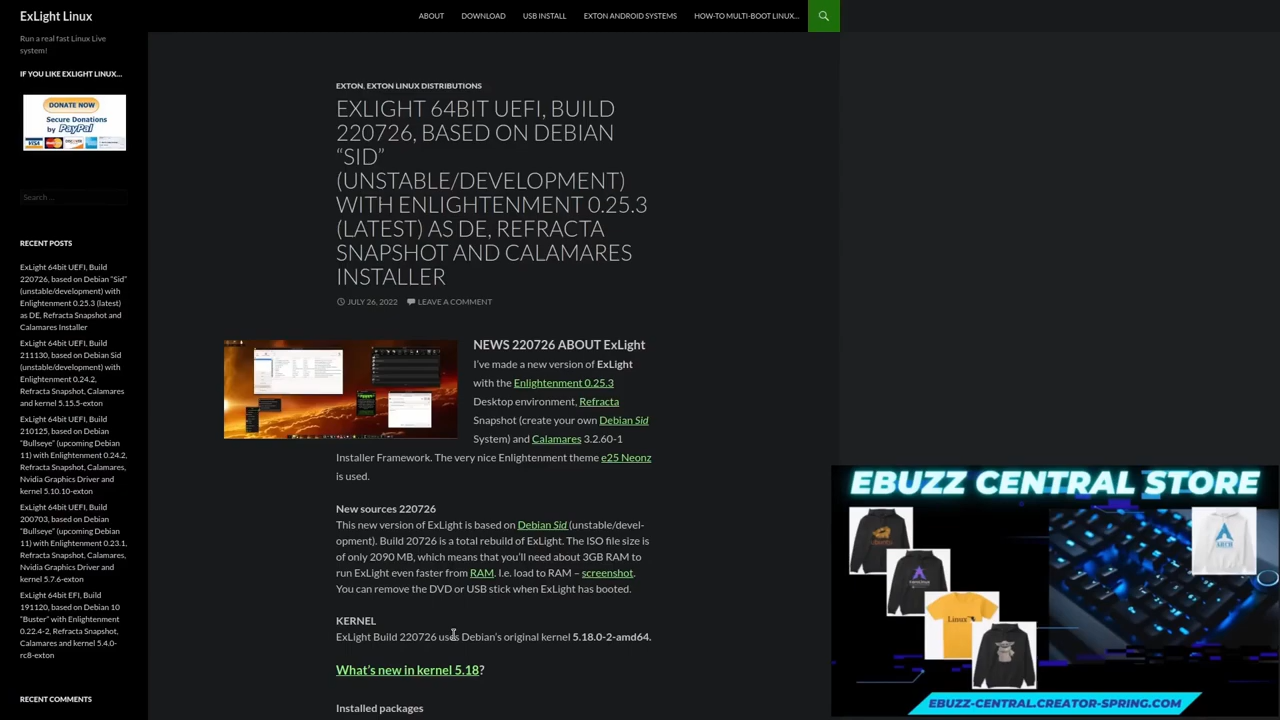 ExLight Linux
ABOUT
DOWNLOAD
USB INSTALL
EXTON ANDROID SYSTEMS
HOW-TO MULTI-BOOT LINUX...
Run a real fast Linux Live
system!
IF YOU LIKE EXLIGHT LINUX...
DONATE NOW
Secure Donations
by PayPal
VISA
Search ...
RECENT POSTS
ExLight 64bit UEFI, Build
220726, based on Debian “Sid”
(unstable/development) with
Enlightenment 0.25.3 (latest)
as DE, Refracta Snapshot and
Calamares Installer
ExLight 64bit UEFI, Build
211130, based on Debian Sid
(unstable/development) with
Enlightenment 0.24.2,
Refracta Snapshot, Calamares
and kernel 5.15.5-exton
ExLight 64bit UEFI, Build
210125, based on Debian
“Bullseye” (upcoming Debian
11) with Enlightenment 0.24.2,
Refracta Snapshot, Calamares,
Nvidia Graphics Driver and
kernel 5.10.10-exton
ExLight 64bit UEFI, Build
200703, based on Debian
“Bullseye” (upcoming Debian
11) with Enlightenment 0.23.1,
Refracta Snapshot, Calamares,
Nvidia Graphics Driver and
kernel 5.7.6-exton
ExLight 64bit EFI, Build
191120, based on Debian 10
“Buster” with Enlightenment
0.22.4-2, Refracta Snapshot,
Calamares and kernel 5.4.0-
rc8-exton
RECENT COMMENTS
EXTON, EXTON LINUX DISTRIBUTIONS
EXLIGHT 64BIT UEFI, BUILD
220726, BASED ON DEBIAN
“SID”
(UNSTABLE/DEVELOPMENT)
WITH ENLIGHTENMENT 0.25.3
(LATEST) AS DE, REFRACTA
SNAPSHOT AND CALAMARES
INSTALLER
JULY 26, 2022
LEAVE A COMMENT
NEWS 220726 ABOUT ExLight
I’ve made a new version of ExLight
with the Enlightenment 0.25.3
Desktop environment, Refracta
Snapshot (create your own Debian Sid
System) and Calamares 3.2.60-1
Installer Framework. The very nice Enlightenment theme e25 Neonz
is used.
New sources 220726
This new version of ExLight is based on Debian Sid (unstable/devel-
opment). Build 20726 is a total rebuild of ExLight. The ISO file size is
of only 2090 MB, which means that you’ll need about 3GB RAM to
run ExLight even faster from RAM. I.e. load to RAM – screenshot.
You can remove the DVD or USB stick when ExLight has booted.
KERNEL
ExLight Build 220726 uses Debian’s original kernel 5.18.0-2-amd64.
What’s new in kernel 5.18?
Installed packages
EBUZZ CENTRAL STORE
ARCH
Linux
EBUZZ-CENTRAL.CREATOR-SPRING.COM